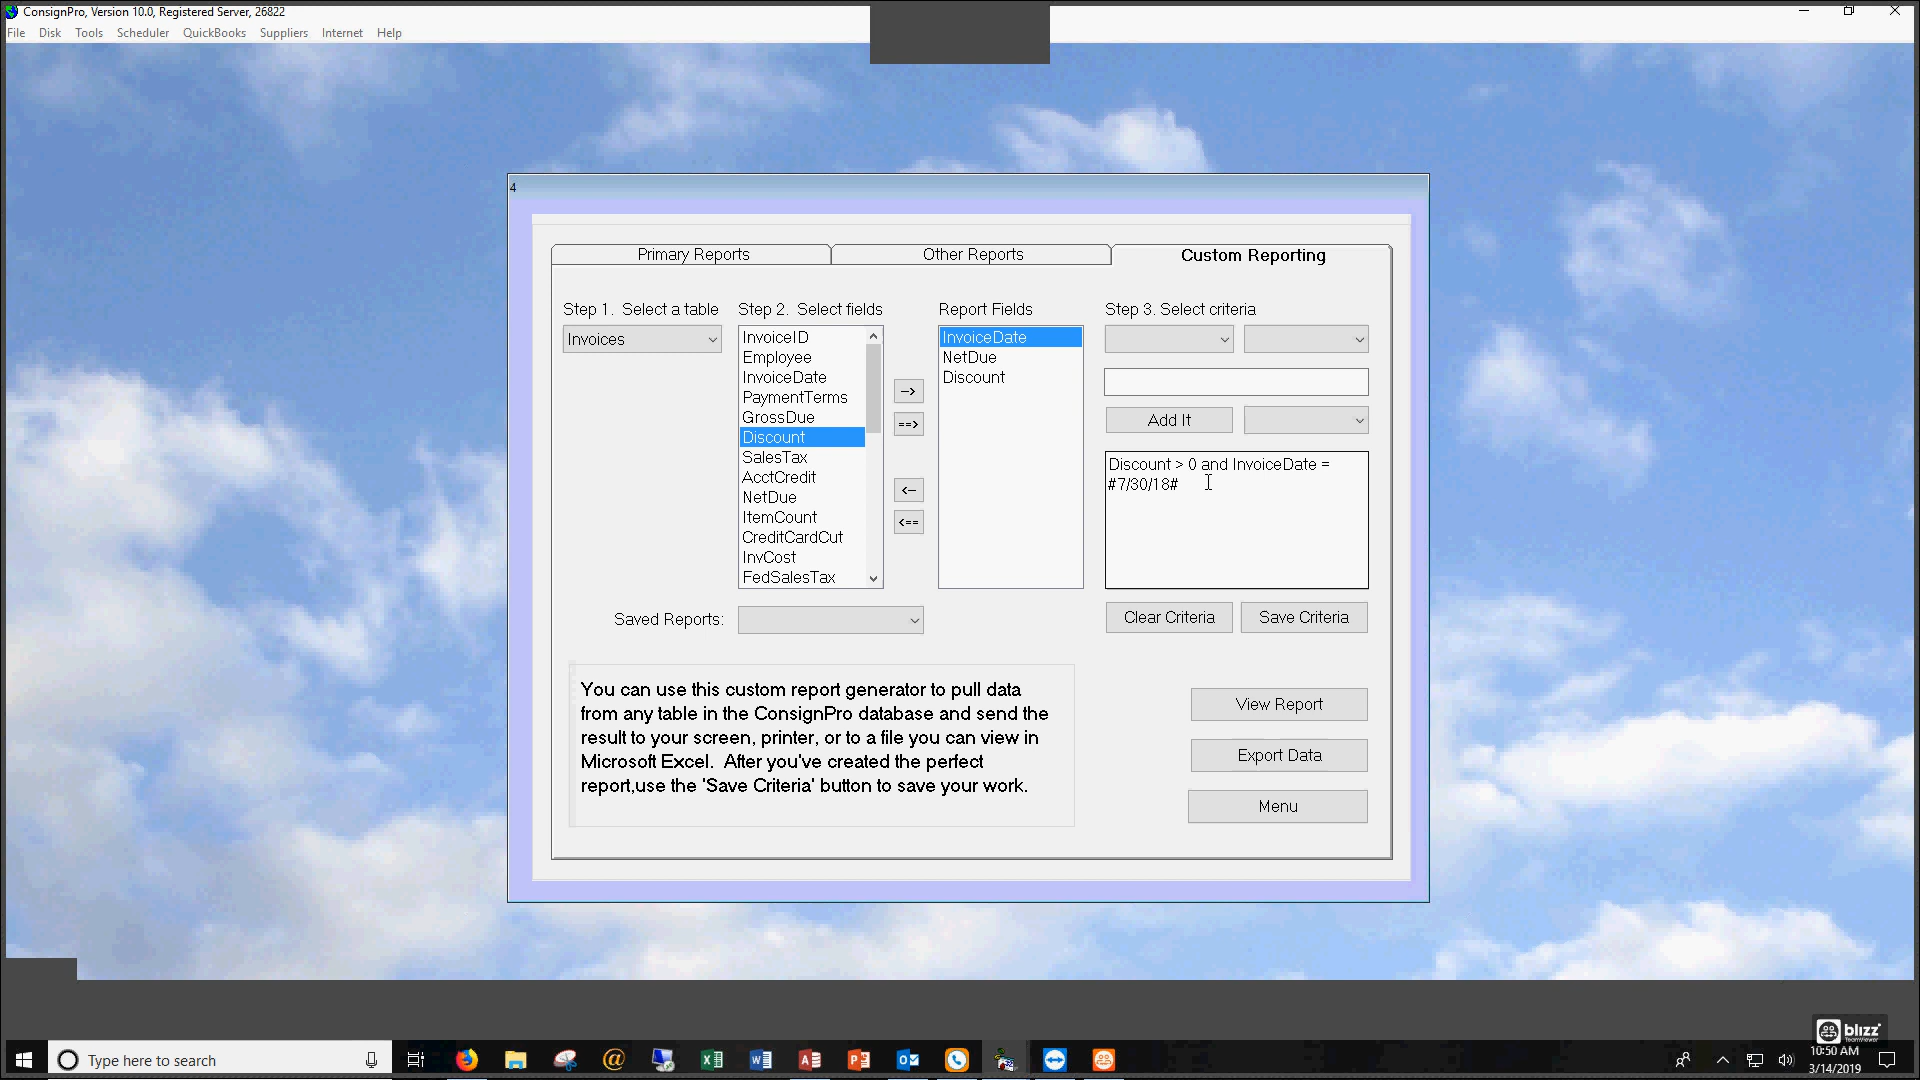 ConsignPro, Version 10.0, Registered Server, 26822
File Disk Tools Scheduler QuickBooks Suppliers Internet Help
4
Primary Reports
Other Reports
Custom Reporting
Step 1. Select a table
Invoices
Step 2. Select fields
InvoiceID
Employee
InvoiceDate
PaymentTerms
GrossDue
Discount
SalesTax
AcctCredit
NetDue
ItemCount
CreditCardCut
InvCost
FedSalesTax
-->
==>
<--
<==
Report Fields
InvoiceDate
NetDue
Discount
Step 3. Select criteria
Add It
Discount > 0 and InvoiceDate =
#7/30/18#
Clear Criteria
Save Criteria
Saved Reports:
You can use this custom report generator to pull data
from any table in the ConsignPro database and send the
result to your screen, printer, or to a file you can view in
Microsoft Excel. After you've created the perfect
report,use the 'Save Criteria' button to save your work.
View Report
Export Data
Menu
blizz
TeamViewer
Type here to search
10:50 AM
3/14/2019